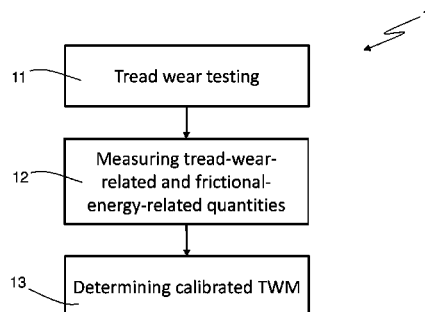 11
Tread wear testing
12
Measuring tread-wear-
related and frictional-
energy-related quantities
13
Determining calibrated TWM